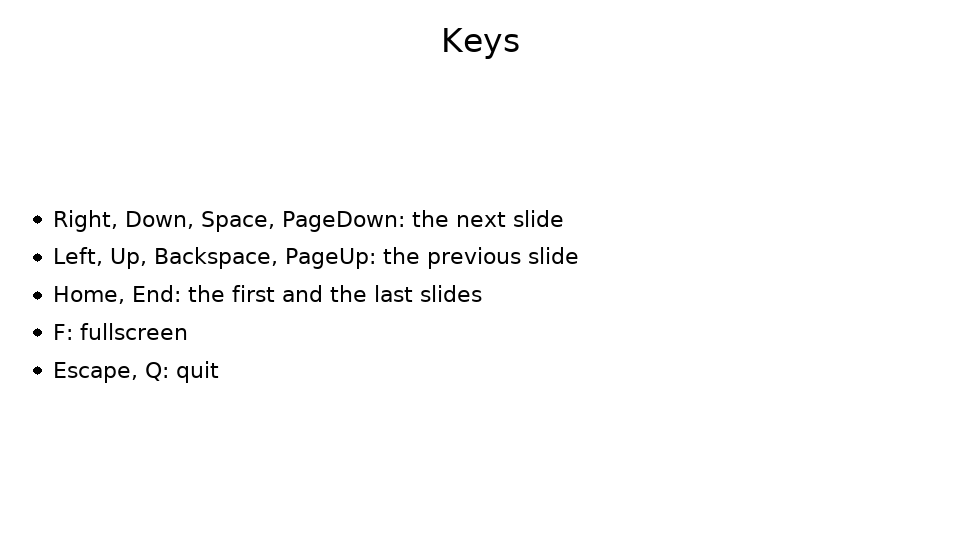 Keys
• Right, Down, Space, PageDown: the next slide
• Left, Up, Backspace, PageUp: the previous slide
• Home, End: the first and the last slides
• F: fullscreen
• Escape, Q: quit